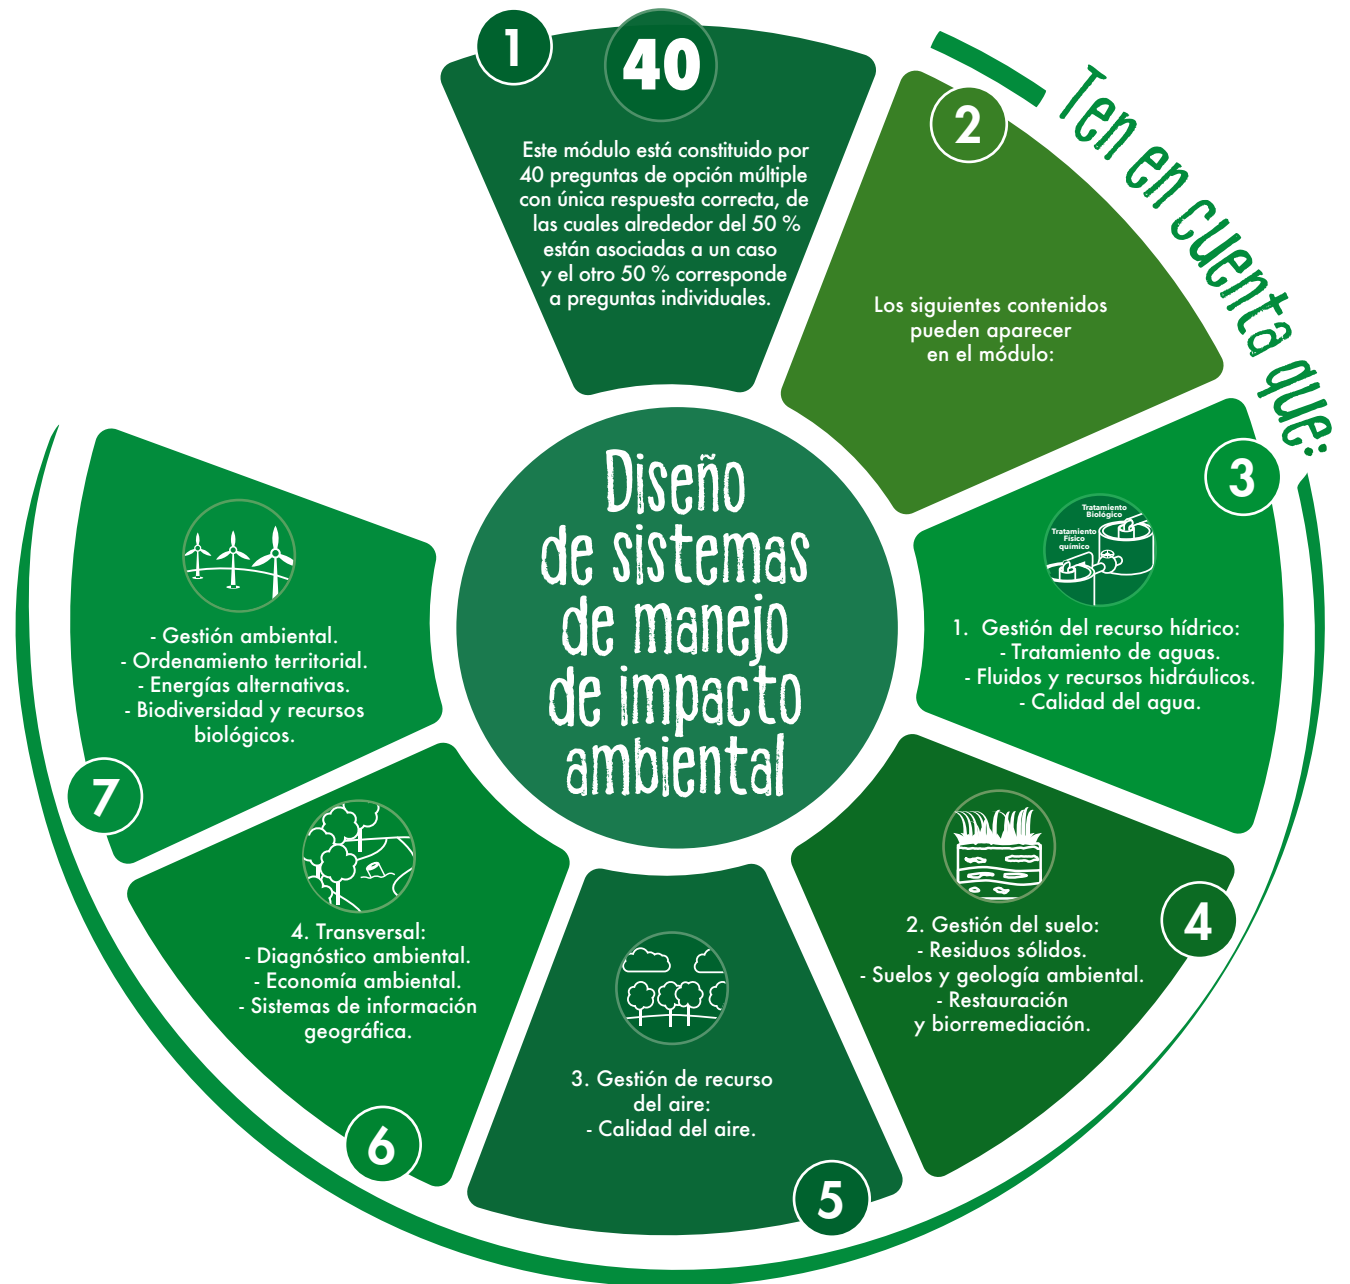 Ten en cuenta que:
Diseño
de sistemas
de manejo
de impacto
ambiental
1
40
Este módulo está constituido por
40 preguntas de opción múltiple
con única respuesta correcta, de
las cuales alrededor del 50 %
están asociadas a un caso
y el otro 50 % corresponde
a preguntas individuales.
2
Los siguientes contenidos
pueden aparecer
en el módulo:
3
Tratamiento
Biológico
Tratamiento
Físico
químico
1. Gestión del recurso hídrico:
- Tratamiento de aguas.
- Fluidos y recursos hidráulicos.
- Calidad del agua.
4
2. Gestión del suelo:
- Residuos sólidos.
- Suelos y geología ambiental.
- Restauración
y biorremediación.
5
3. Gestión de recurso
del aire:
- Calidad del aire.
6
4. Transversal:
- Diagnóstico ambiental.
- Economía ambiental.
- Sistemas de información
geográfica.
7
- Gestión ambiental.
- Ordenamiento territorial.
- Energías alternativas.
- Biodiversidad y recursos
biológicos.